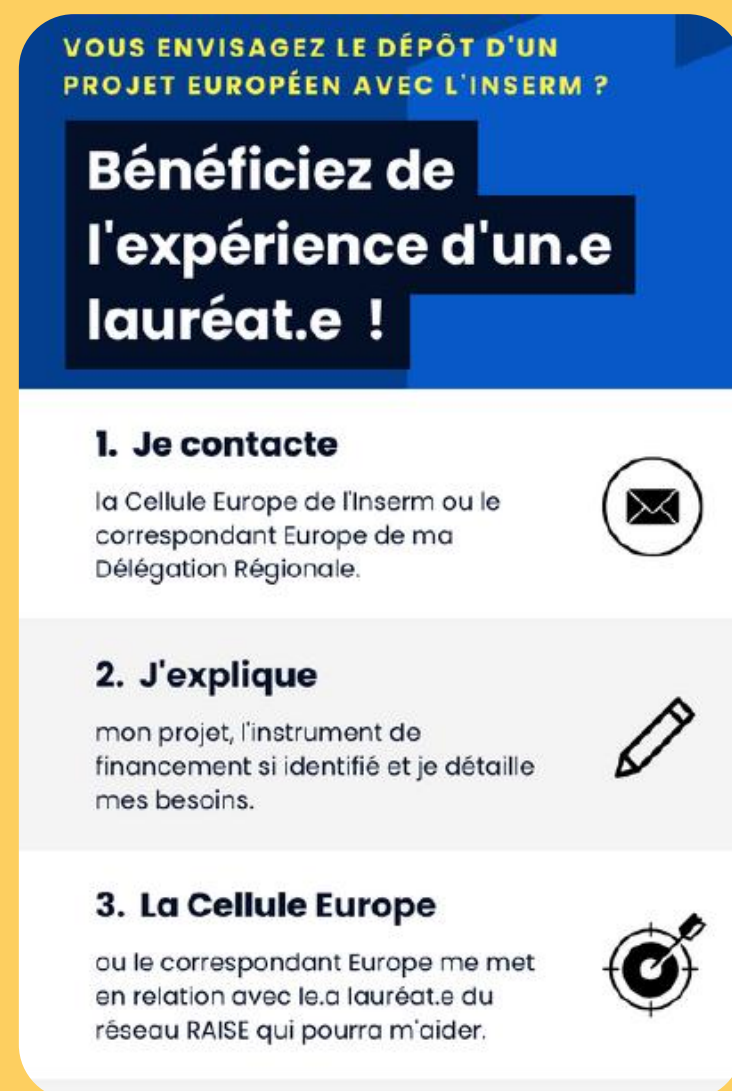 VOUS ENVISAGEZ LE DÉPÔT D'UN
PROJET EUROPÉEN AVEC L'INSERM ?
Bénéficiez de
l'expérience d'un.e
lauréat.e !
1. Je contacte
la Cellule Europe de l'Inserm ou le
correspondant Europe de ma
Délégation Régionale.
2. J'explique
mon projet, l'instrument de
financement si identifié et je détaille
mes besoins.
3. La Cellule Europe
ou le correspondant Europe me met
en relation avec le.a lauréat.e du
réseau RAISE qui pourra m'aider.